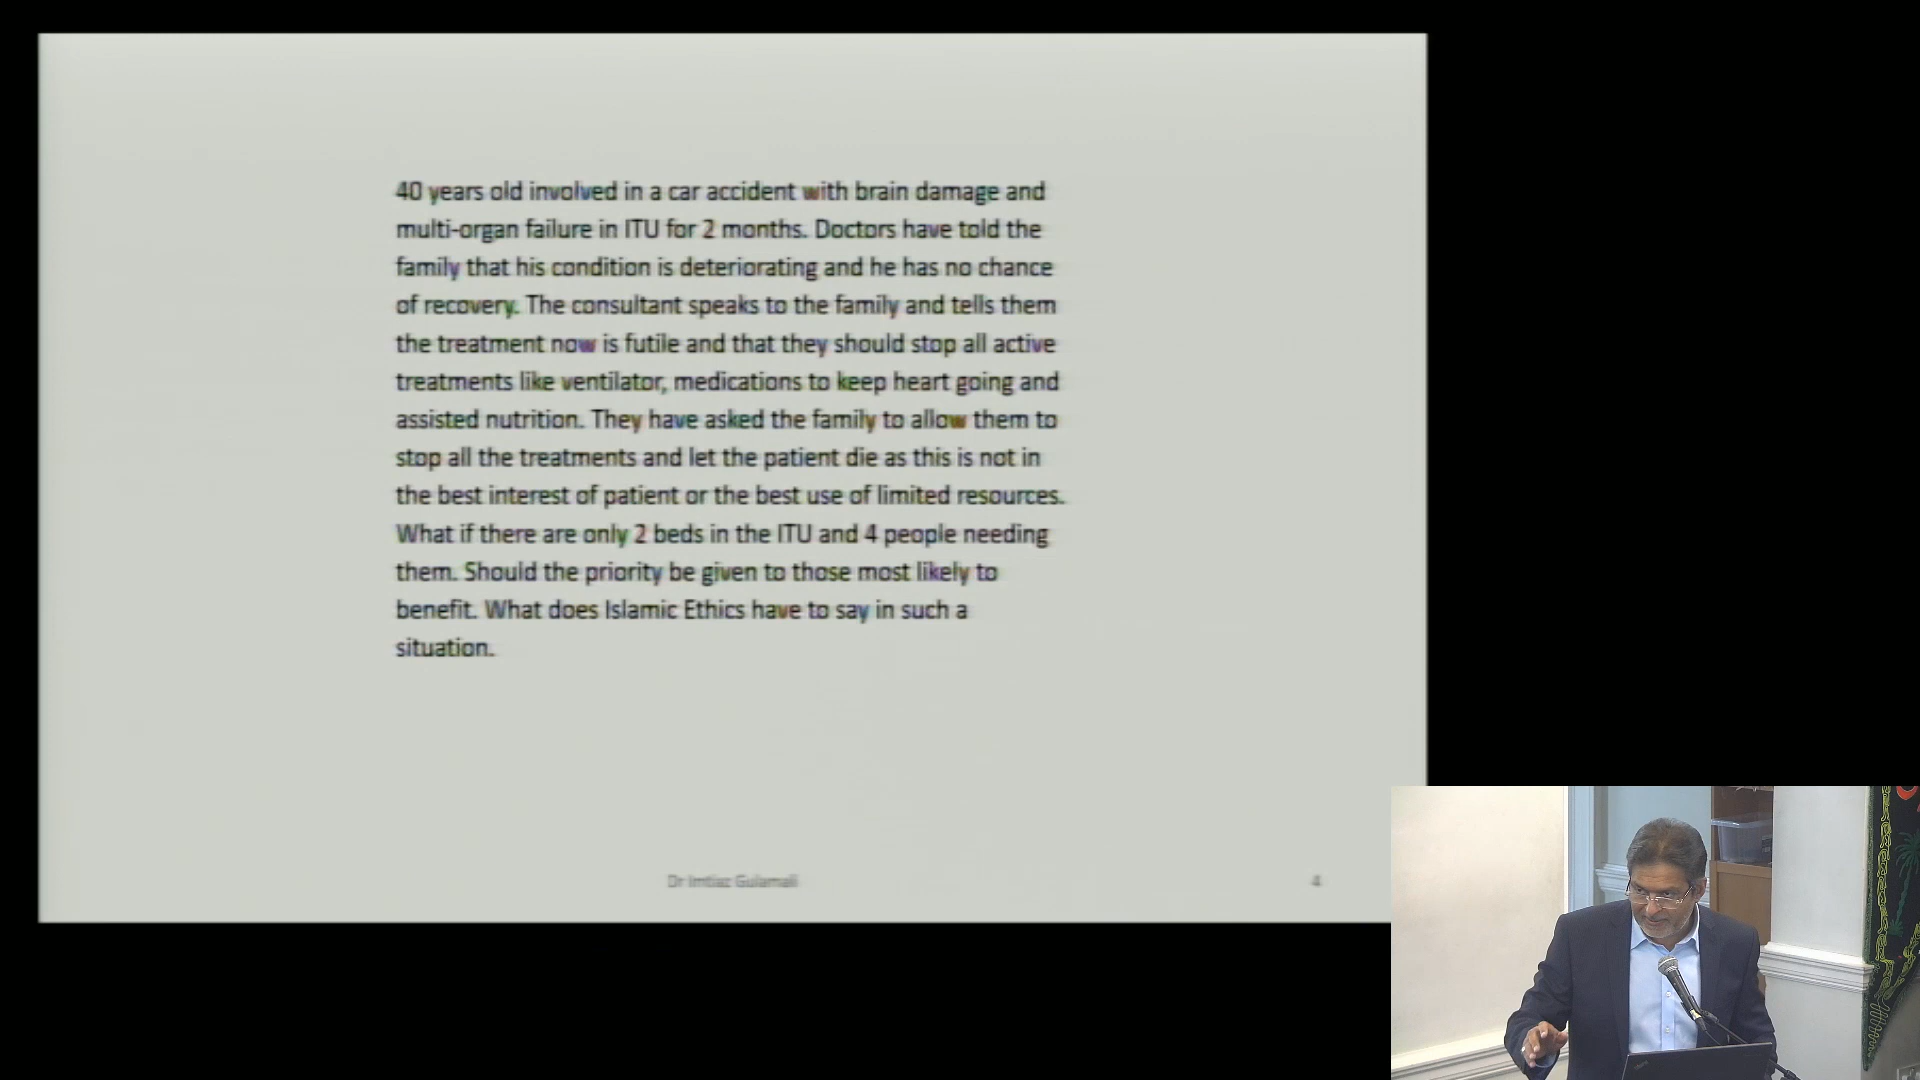 40 years old involved in a car accident with brain damage and
multi-organ failure in ITU for 2 months. Doctors have told the
family that his condition is deteriorating and he has no chance
of recovery. The consultant speaks to the family and tells them
the treatment now is futile and that they should stop all active
treatments like ventilator, medications to keep heart going and
assisted nutrition. They have asked the family to allow them to
stop all the treatments and let the patient die as this is not in
the best interest of patient or the best use of limited resources.
What if there are only 2 beds in the ITU and 4 people needing
them. Should the priority be given to those most likely to
benefit. What does Islamic Ethics have to say in such a
situation.
Dr Imtiaz Gulamali
4